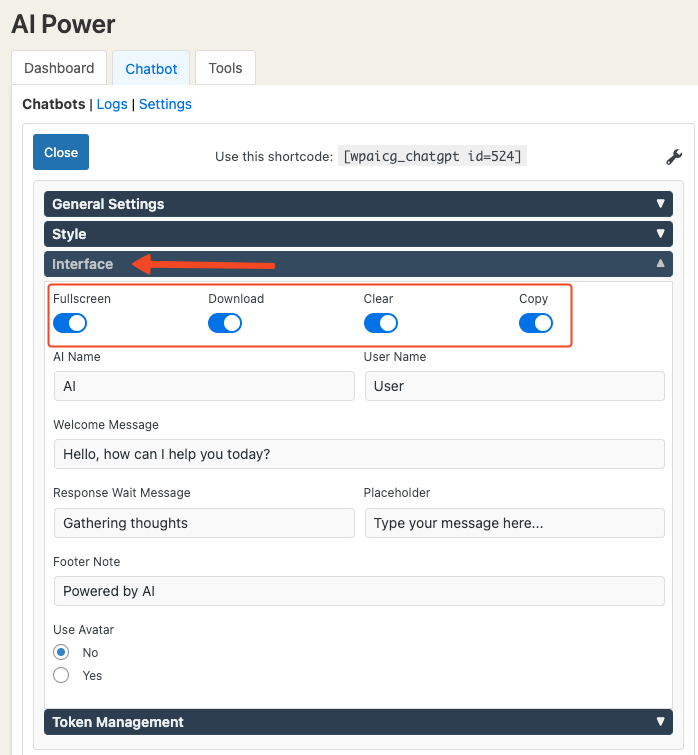 AI Power
Dashboard Chatbot Tools
Chatbots | Logs | Settings
Close Use this shortcode: [wpaicg_chatgpt id=524]
General Settings
Style
Interface
Fullscreen Download Clear Copy
AI Name User Name
AI User
Welcome Message
Hello, how can I help you today?
Response Wait Message Placeholder
Gathering thoughts Type your message here...
Footer Note
Powered by AI
Use Avatar
No
Yes
Token Management